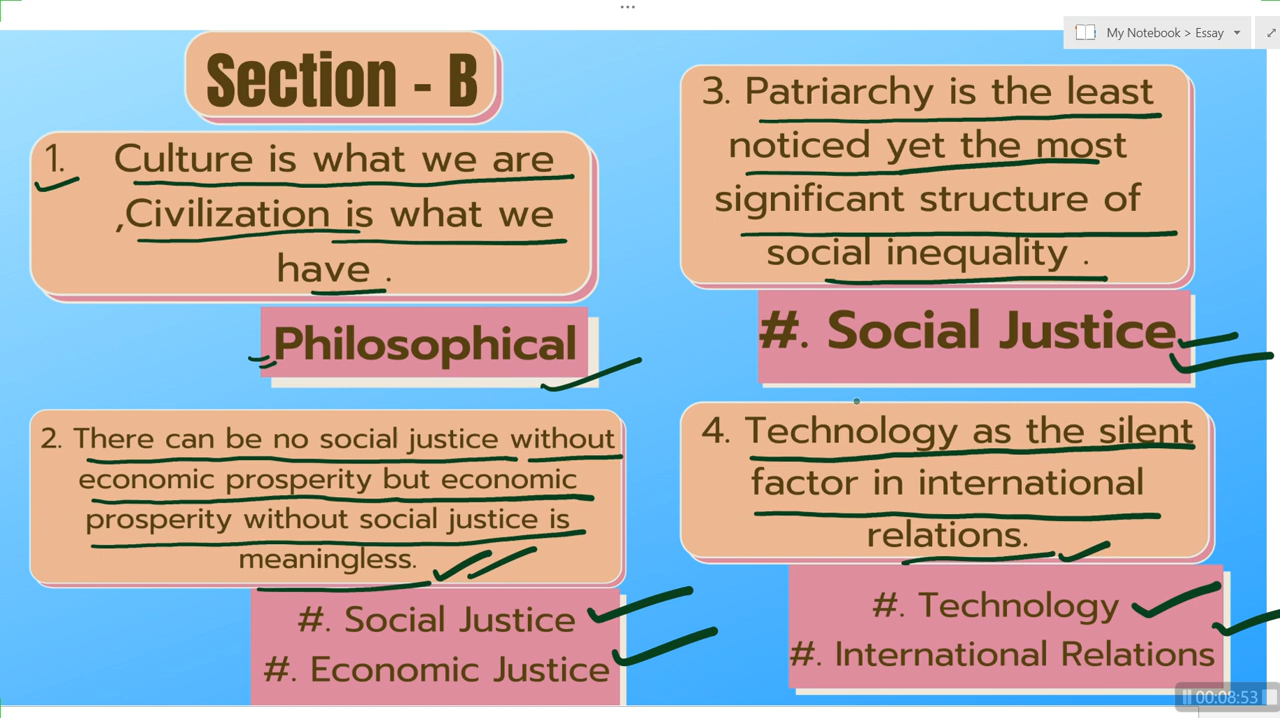 ...
My Notebook > Essay
Section - B
1. Culture is what we are
,Civilization is what we
have .
Philosophical
2. There can be no social justice without
economic prosperity but economic
prosperity without social justice is
meaningless.
#. Social Justice
#. Economic Justice
3. Patriarchy is the least
noticed yet the most
significant structure of
social inequality .
#. Social Justice
4. Technology as the silent
factor in international
relations.
#. Technology
#. International Relations
00:08:53